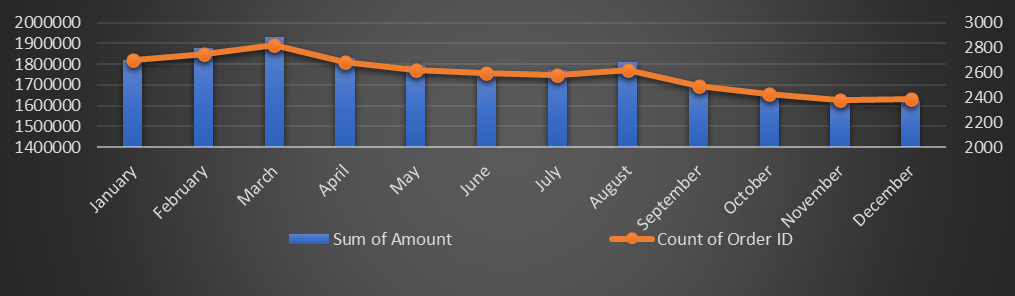 2000000
1900000
1800000
1700000
1600000
1500000
1400000
3000
2800
2600
2400
2200
2000
January
February
March
April
May
June
July
August
September
October
November
December
Sum of Amount
Count of Order ID